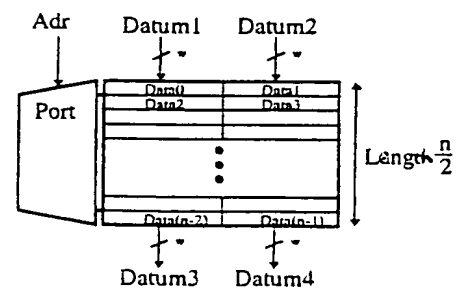 Adr
Datum1 Datum2
w w
Port
Data0 Data1
Data2 Data3
Length n/2
Data(n-2) Data(n-1)
w w
Datum3 Datum4